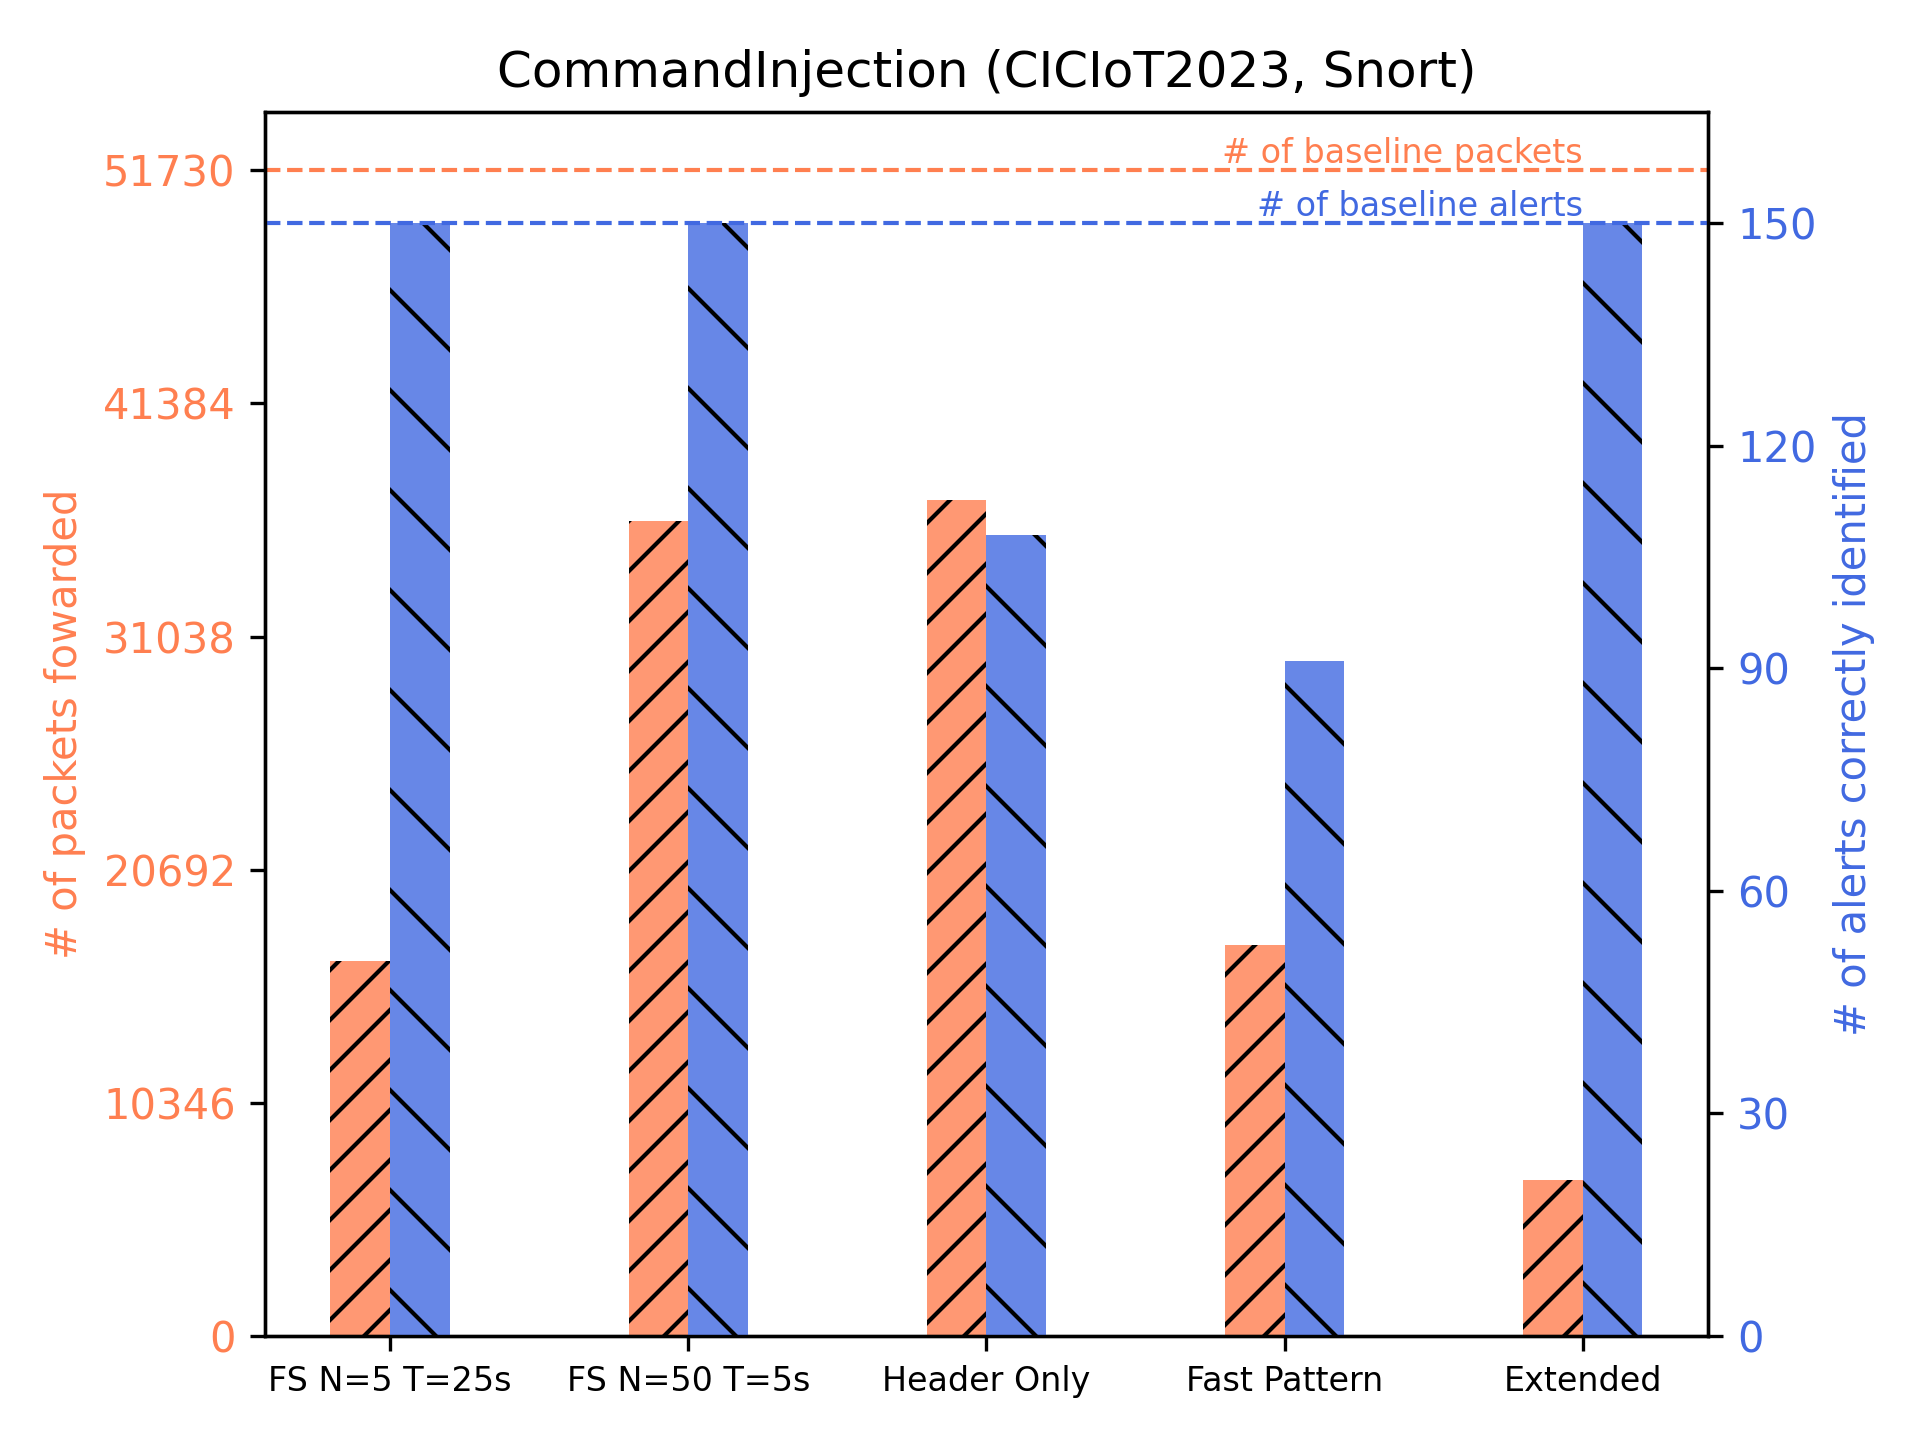 CommandInjection (CICIoT2023, Snort)
# of baseline packets
# of baseline alerts
# of packets fowarded
51730
41384
31038
20692
10346
0
150
120
90
60
30
0
# of alerts correctly identified
FS N=5 T=25s
FS N=50 T=5s
Header Only
Fast Pattern
Extended